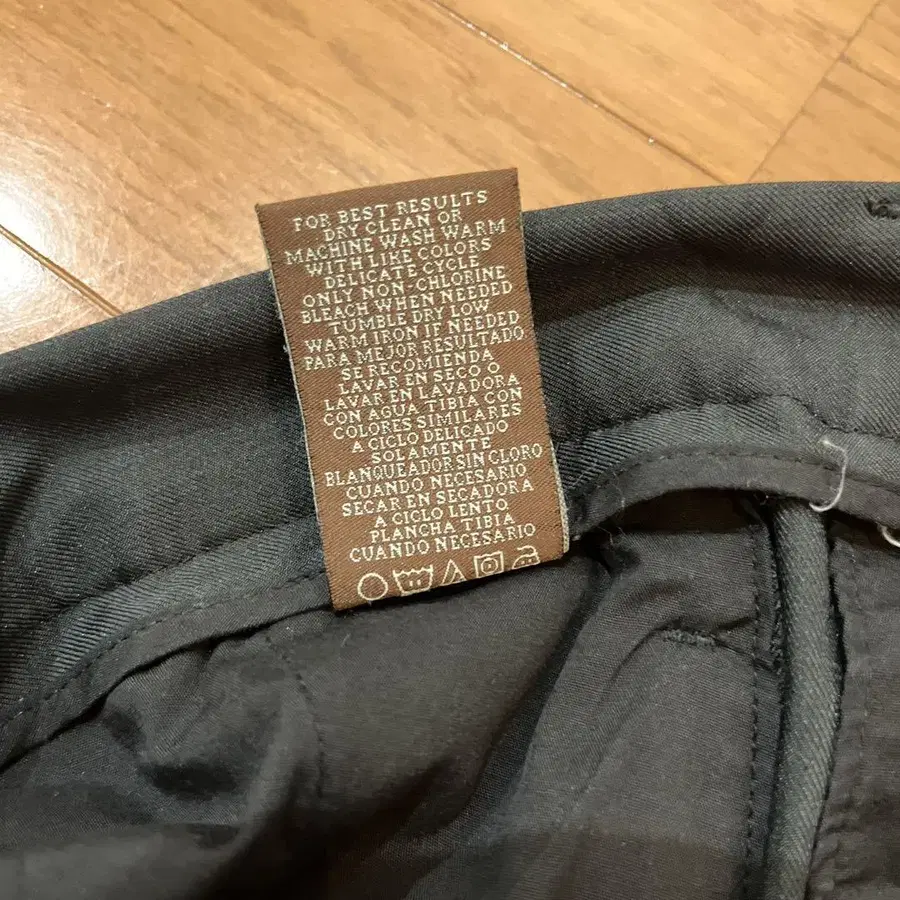 FOR BEST RESULTS
DRY CLEAN OR
MACHINE WASH WARM
WITH LIKE COLORS
DELICATE CYCLE
ONLY NON-CHLORINE
BLEACH WHEN NEEDED
TUMBLE DRY LOW
WARM IRON IF NEEDED
PARA MEJOR RESULTADO
SE RECOMIENDA
LAVAR EN SECO O
LAVAR EN LAVADORA
CON AGUA TIBIA CON
COLORES SIMILARES
A CICLO DELICADO
SOLAMENTE
BLANQUEADOR SIN CLORO
CUANDO NECESARIO
SECAR EN SECADORA
A CICLO LENTO
PLANCHA TIBIA
CUANDO NECESARIO